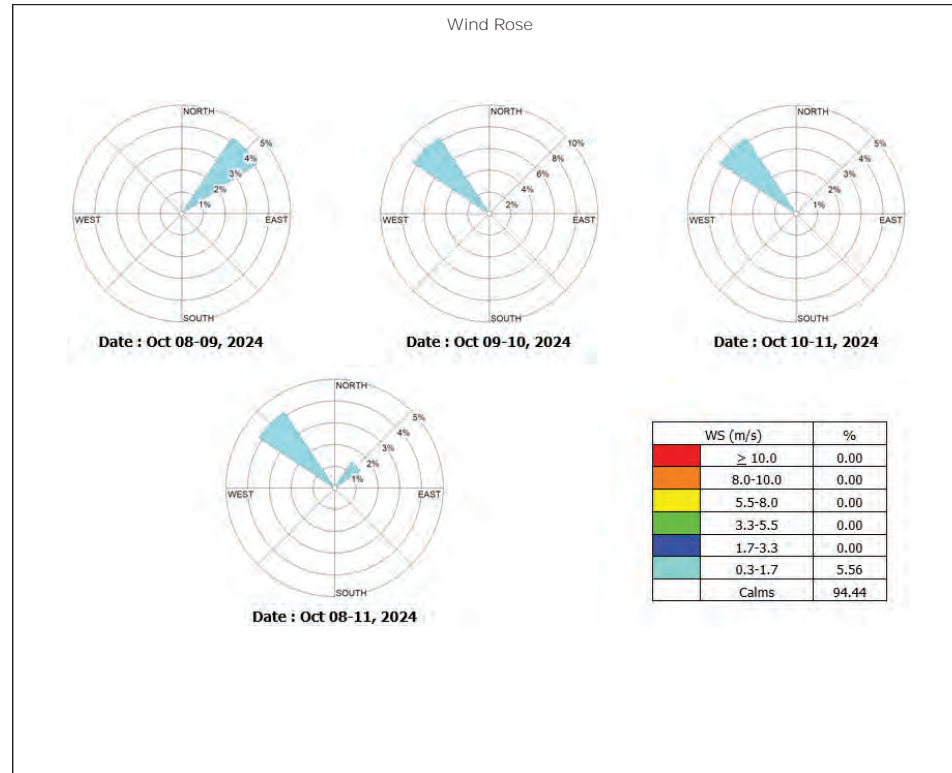 Wind Rose
NORTH
5%
4%
3%
2%
1%
WEST
EAST
SOUTH
Date : Oct 08-09, 2024
NORTH
10%
8%
6%
4%
2%
WEST
EAST
SOUTH
Date : Oct 09-10, 2024
NORTH
5%
4%
3%
2%
1%
WEST
EAST
SOUTH
Date : Oct 10-11, 2024
NORTH
5%
4%
3%
2%
1%
WEST
EAST
SOUTH
Date : Oct 08-11, 2024
WS (m/s) %
≥ 10.0 0.00
8.0-10.0 0.00
5.5-8.0 0.00
3.3-5.5 0.00
1.7-3.3 0.00
0.3-1.7 5.56
Calms 94.44